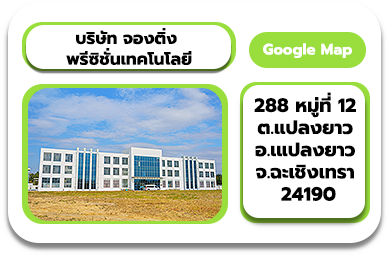 บริษัท จองติ่ง
พรีซิชั่นเทคโนโลยี
Google Map
288 หมู่ที่ 12
ต.แปลงยาว
อ.แปลงยาว
จ.ฉะเชิงเทรา
24190